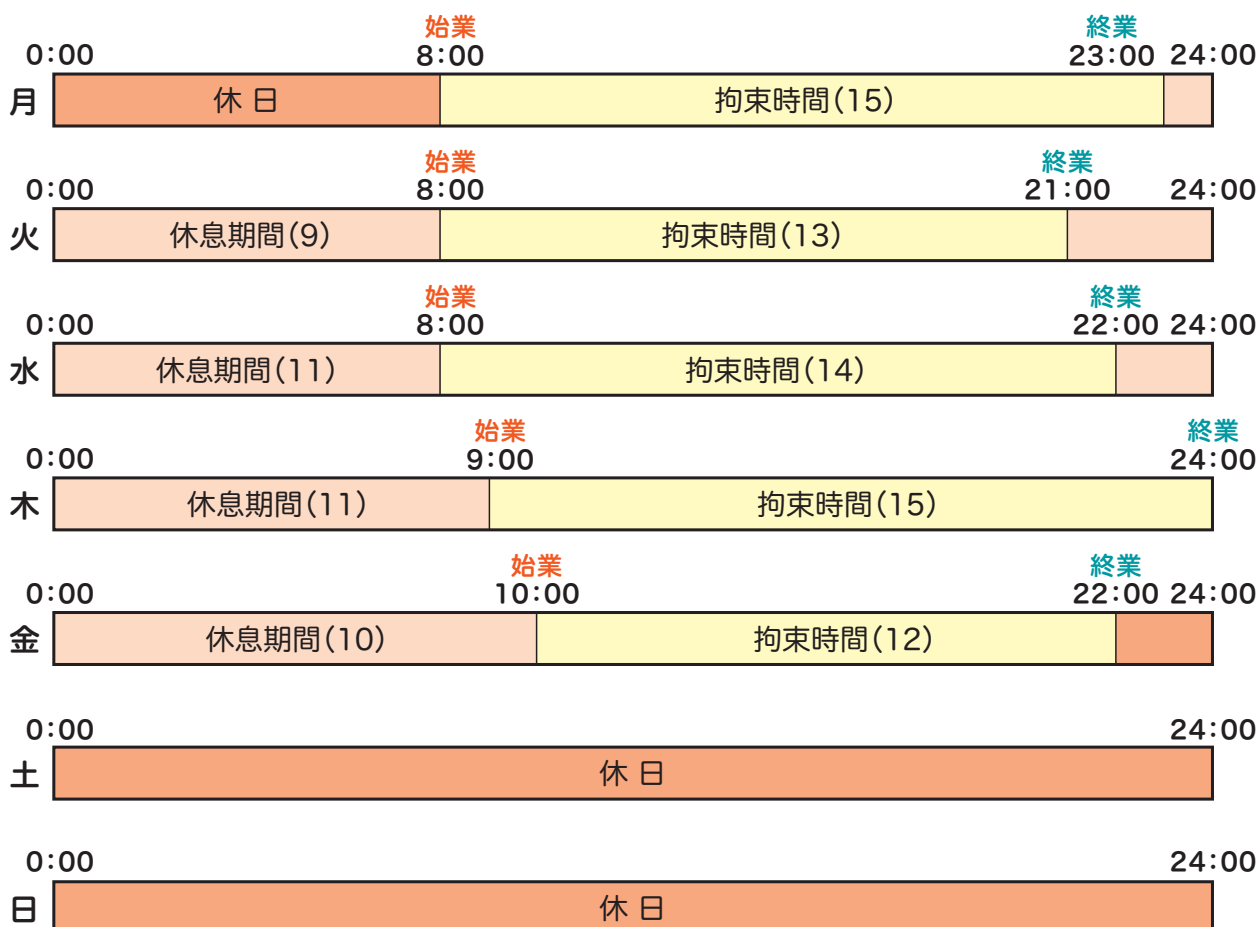 始業 終業
0:00 8:00 23:00 24:00
月 休 日 拘束時間(15)
始業 終業
0:00 8:00 21:00 24:00
火 休息期間(9) 拘束時間(13)
始業 終業
0:00 8:00 22:00 24:00
水 休息期間(11) 拘束時間(14)
始業 終業
0:00 9:00 24:00
木 休息期間(11) 拘束時間(15)
始業 終業
0:00 10:00 22:00 24:00
金 休息期間(10) 拘束時間(12)
0:00 24:00
土 休 日
0:00 24:00
日 休 日